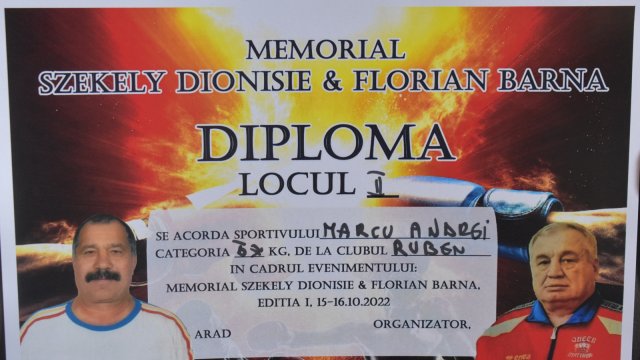 MEMORIAL
SZEKELY DIONISIE & FLORIAN BARNA
DIPLOMA
LOCUL II
SE ACORDA SPORTIVULUI MARCU ANDREI
CATEGORIA KG, DE LA CLUBUL RUBEN
IN CADRUL EVENIMENTULUI:
MEMORIAL SZEKELY DIONISIE & FLORIAN BARNA,
EDITIA I, 15-16.10.2022
ARAD ORGANIZATOR,